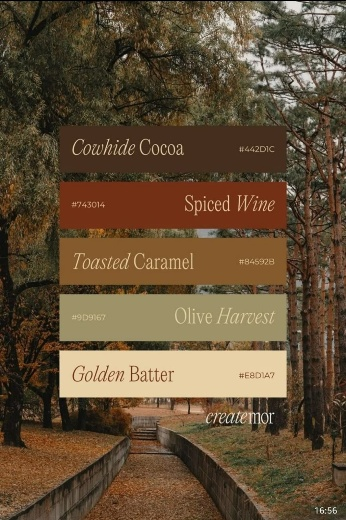 Cowhide Cocoa #442D1C
#743014 Spiced Wine
Toasted Caramel #84592B
#9D9167 Olive Harvest
Golden Batter #E8D1A7
createmor
16:56